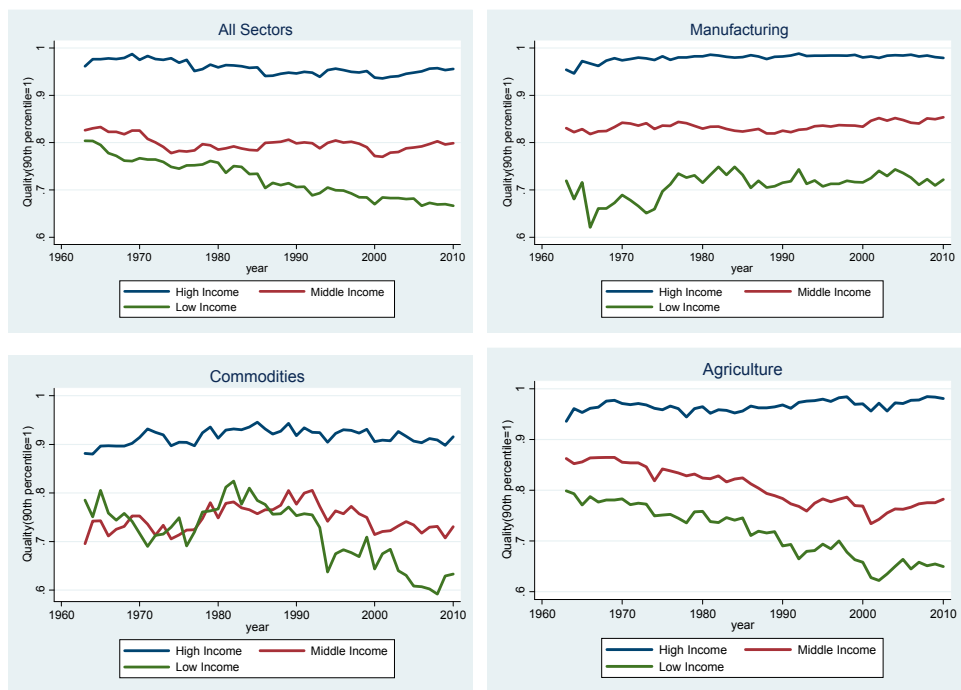 All Sectors
Quality(90th percentile=1)
1
.9
.8
.7
.6
1960 1970 1980 1990 2000 2010
year
High Income Middle Income
Low Income
Manufacturing
Quality(90th percentile=1)
1
.9
.8
.7
.6
1960 1970 1980 1990 2000 2010
year
High Income Middle Income
Low Income
Commodities
Quality(90th percentile=1)
1
.9
.8
.7
.6
1960 1970 1980 1990 2000 2010
year
High Income Middle Income
Low Income
Agriculture
Quality(90th percentile=1)
1
.9
.8
.7
.6
1960 1970 1980 1990 2000 2010
year
High Income Middle Income
Low Income